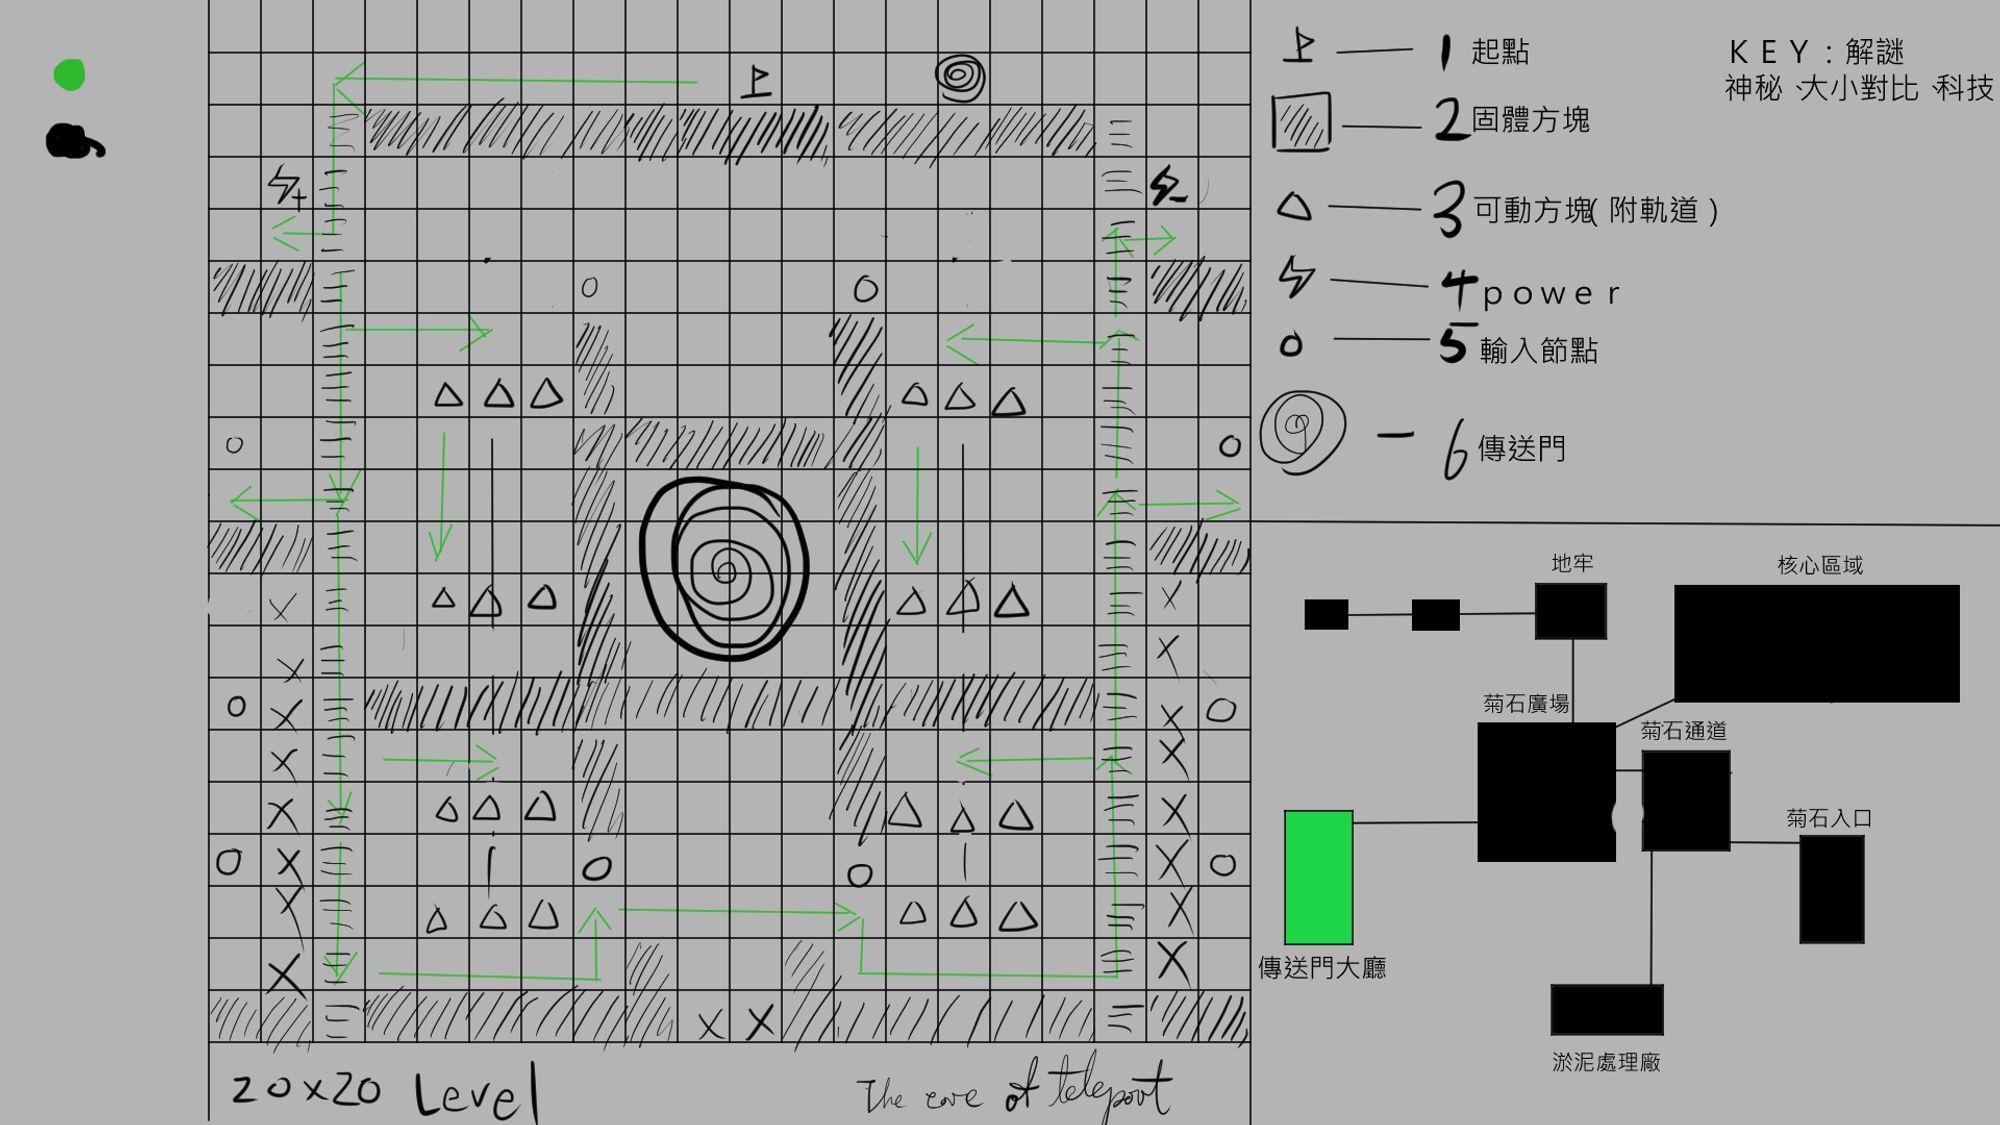 1 起點
KEY:解謎
神秘、大小對比、科技
2 固體方塊
3 可動方塊(附軌道)
4 power
5 輸入節點
6 傳送門
地牢
核心區域
菊石廣場
菊石通道
菊石入口
傳送門大廳
淤泥處理廠
20x20 Level
The core of teleport